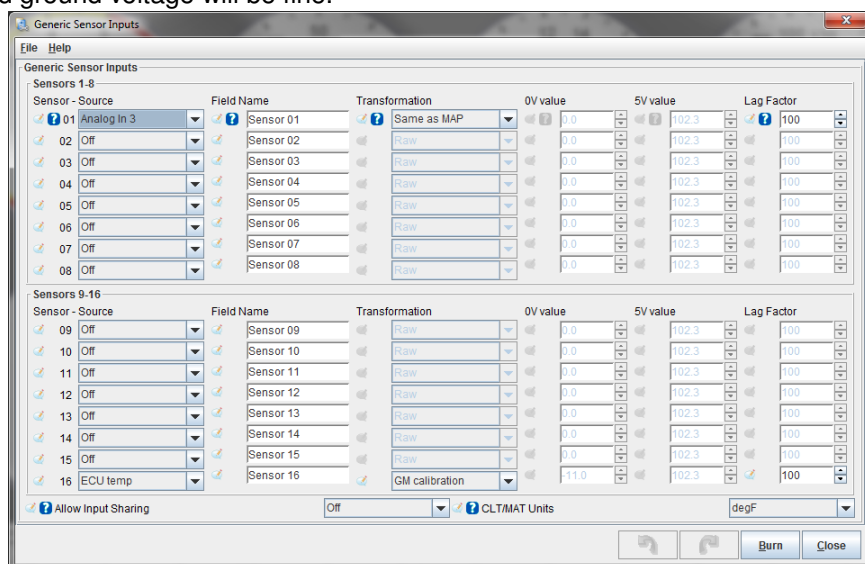 d ground voltage will be fine.
Generic Sensor Inputs
File Help
Generic Sensor Inputs
Sensors 1-8
Sensor - Source Field Name Transformation 0V value 5V value Lag Factor
01 Analog In 3 Sensor 01 Same as MAP 0.0 102.3 100
02 Off Sensor 02 Raw 0.0 102.3 100
03 Off Sensor 03 Raw 0.0 102.3 100
04 Off Sensor 04 Raw 0.0 102.3 100
05 Off Sensor 05 Raw 0.0 102.3 100
06 Off Sensor 06 Raw 0.0 102.3 100
07 Off Sensor 07 Raw 0.0 102.3 100
08 Off Sensor 08 Raw 0.0 102.3 100
Sensors 9-16
Sensor - Source Field Name Transformation 0V value 5V value Lag Factor
09 Off Sensor 09 Raw 0.0 102.3 100
10 Off Sensor 10 Raw 0.0 102.3 100
11 Off Sensor 11 Raw 0.0 102.3 100
12 Off Sensor 12 Raw 0.0 102.3 100
13 Off Sensor 13 Raw 0.0 102.3 100
14 Off Sensor 14 Raw 0.0 102.3 100
15 Off Sensor 15 Raw 0.0 102.3 100
16 ECU temp Sensor 16 GM calibration -11.0 102.3 100
Allow Input Sharing Off CLT/MAT Units degF
Burn Close